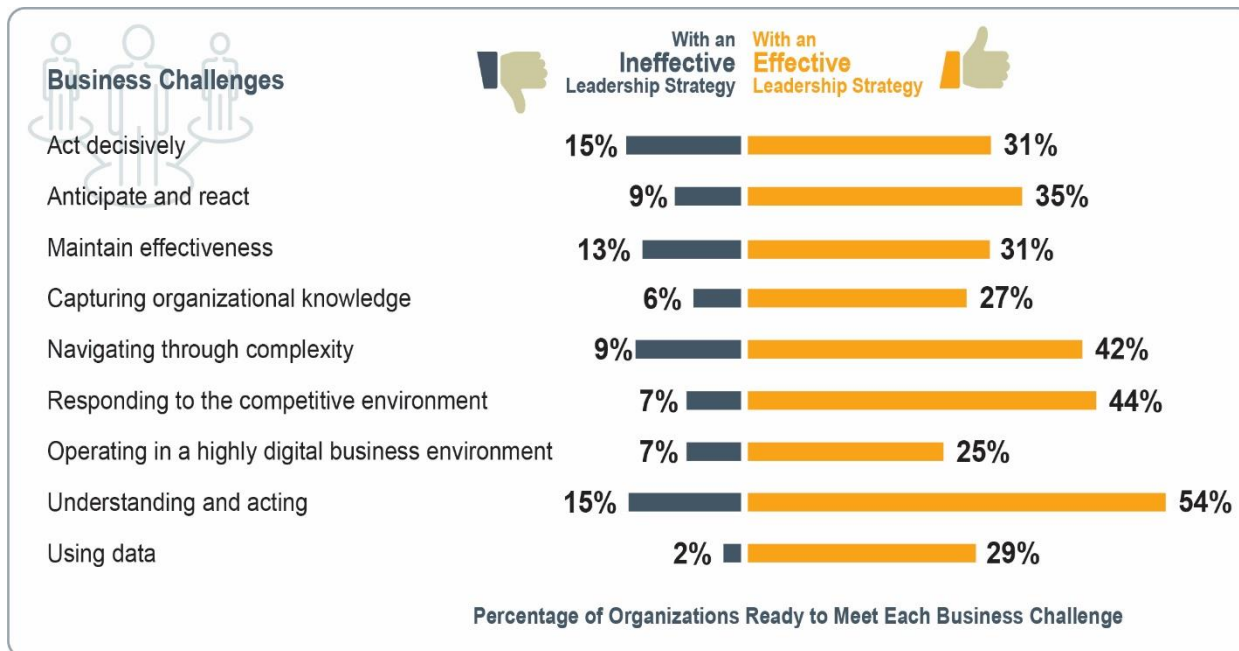 With an
Ineffective
Leadership Strategy
With an
Effective
Leadership Strategy
Business Challenges
Act decisively 15% 31%
Anticipate and react 9% 35%
Maintain effectiveness 13% 31%
Capturing organizational knowledge 6% 27%
Navigating through complexity 9% 42%
Responding to the competitive environment 7% 44%
Operating in a highly digital business environment 7% 25%
Understanding and acting 15% 54%
Using data 2% 29%
Percentage of Organizations Ready to Meet Each Business Challenge